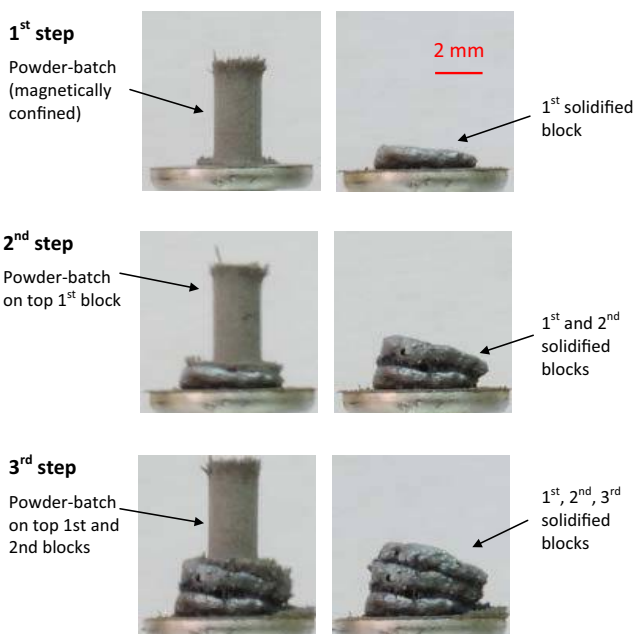 1st step
Powder-batch
(magnetically
confined)
2 mm
1st solidified
block
2nd step
Powder-batch
on top 1st block
1st and 2nd
solidified
blocks
3rd step
Powder-batch
on top 1st and
2nd blocks
1st, 2nd, 3rd
solidified
blocks